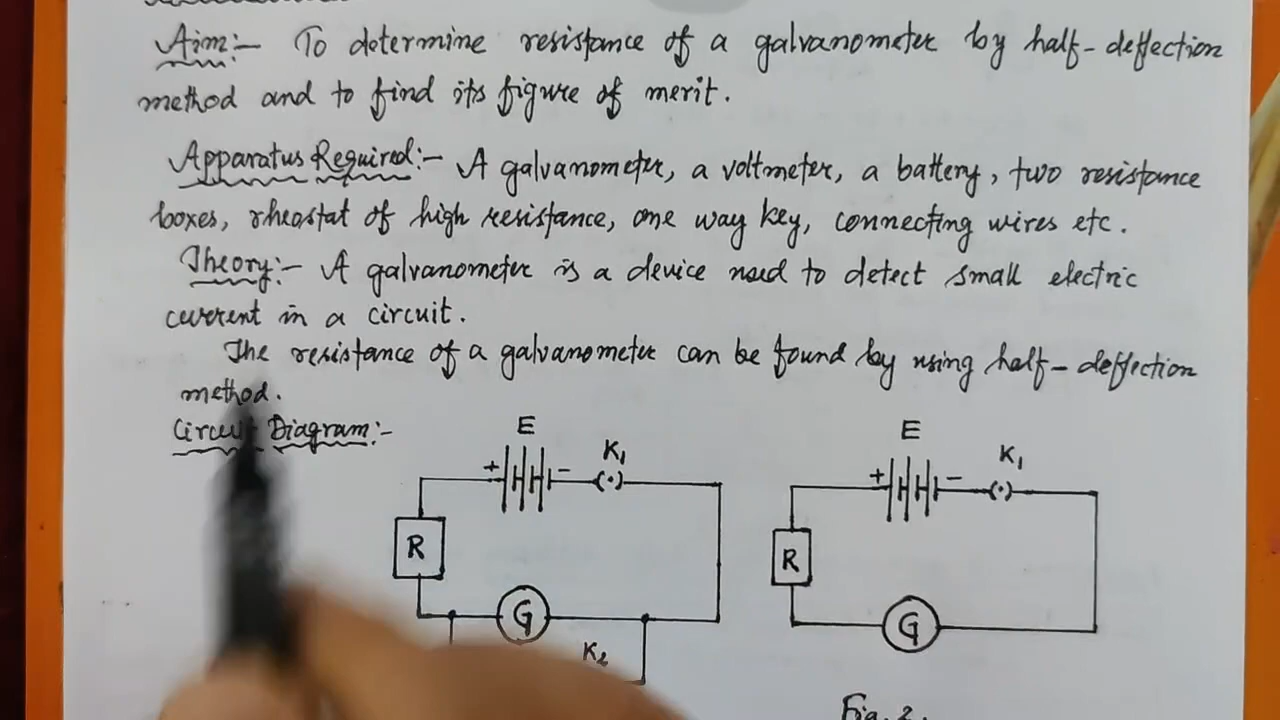 Aim:- To determine resistance of a galvanometer by half-deflection
method and to find its figure of merit.
Apparatus Required:- A galvanometer, a voltmeter, a battery, two resistance
boxes, rheostat of high resistance, one way key, connecting wires etc.
Theory:- A galvanometer is a device used to detect small electric
current in a circuit.
The resistance of a galvanometer can be found by using half-deflection
method.
Circuit Diagram:-
E
+ -
K1
R
G
K2
E
+ -
K1
R
G
Fig. 2.